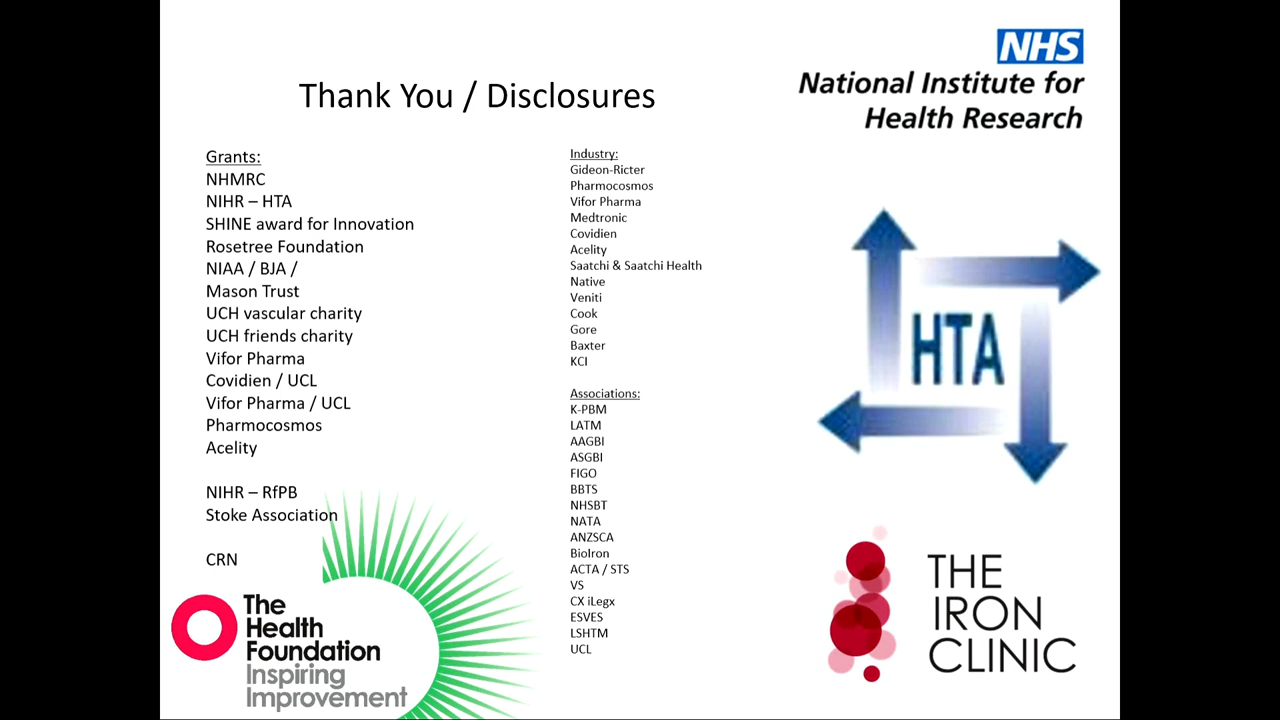 Thank You / Disclosures
NHS
National Institute for
Health Research
Grants:
NHMRC
NIHR – HTA
SHINE award for Innovation
Rosetree Foundation
NIAA / BJA /
Mason Trust
UCH vascular charity
UCH friends charity
Vifor Pharma
Covidien / UCL
Vifor Pharma / UCL
Pharmocosmos
Acelity
NIHR – RfPB
Stoke Association
CRN
The
Health
Foundation
Inspiring
Improvement
Industry:
Gideon-Ricter
Pharmocosmos
Vifor Pharma
Medtronic
Covidien
Acelity
Saatchi & Saatchi Health
Native
Veniti
Cook
Gore
Baxter
KCI
Associations:
K-PBM
LATM
AAGBI
ASGBI
FIGO
BBTS
NHSBT
NATA
ANZSCA
BioIron
ACTA / STS
VS
CX iLegx
ESVES
LSHTM
UCL
HTA
THE
IRON
CLINIC